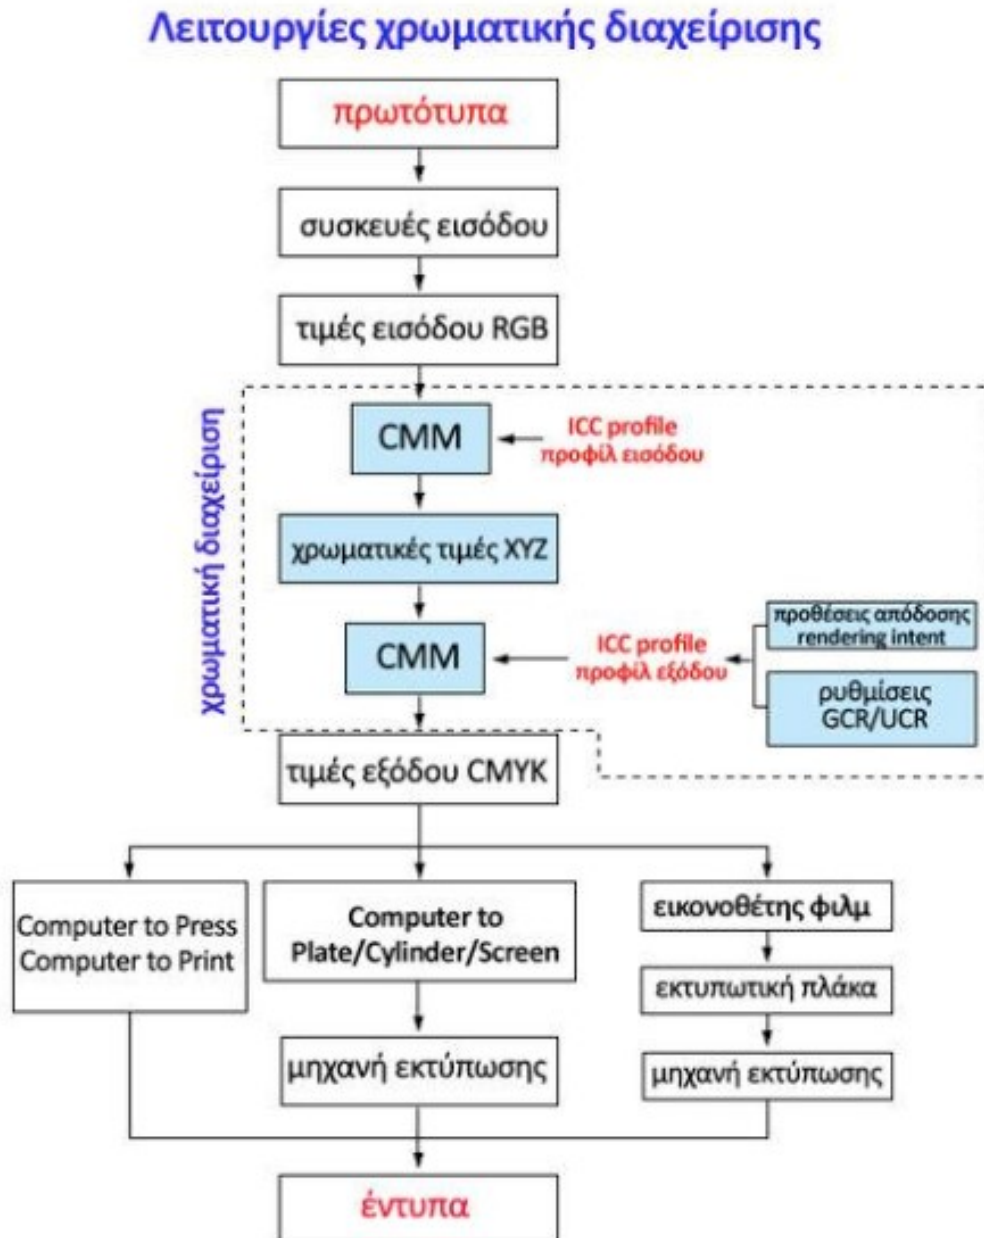 Λειτουργίες χρωματικής διαχείρισης
πρωτότυπα
συσκευές εισόδου
τιμές εισόδου RGB
χρωματική διαχείριση
CMM
ICC profile
προφίλ εισόδου
χρωματικές τιμές XYZ
CMM
ICC profile
προφίλ εξόδου
προθέσεις απόδοσης
rendering intent
ρυθμίσεις
GCR/UCR
τιμές εξόδου CMYK
Computer to Press
Computer to Print
Computer to
Plate/Cylinder/Screen
μηχανή εκτύπωσης
εικονοθέτης φιλμ
εκτυπωτική πλάκα
μηχανή εκτύπωσης
έντυπα